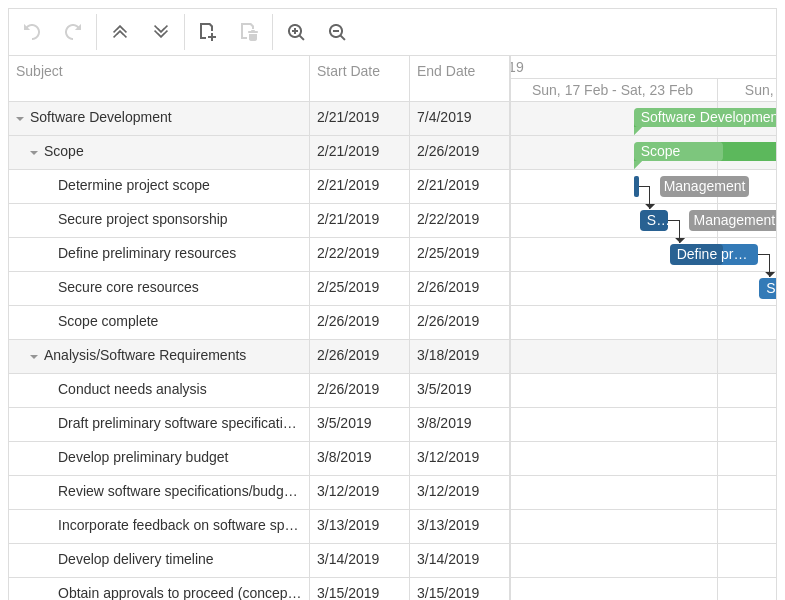 Subject Start Date End Date 19
Sun, 17 Feb - Sat, 23 Feb Sun,
Software Development 2/21/2019 7/4/2019 Software Developmen
Scope 2/21/2019 2/26/2019 Scope
Determine project scope 2/21/2019 2/21/2019 Management
Secure project sponsorship 2/21/2019 2/22/2019 S... Management
Define preliminary resources 2/22/2019 2/25/2019 Define pr...
Secure core resources 2/25/2019 2/26/2019 S
Scope complete 2/26/2019 2/26/2019
Analysis/Software Requirements 2/26/2019 3/18/2019
Conduct needs analysis 2/26/2019 3/5/2019
Draft preliminary software specificati... 3/5/2019 3/8/2019
Develop preliminary budget 3/8/2019 3/12/2019
Review software specifications/budg... 3/12/2019 3/12/2019
Incorporate feedback on software sp... 3/13/2019 3/13/2019
Develop delivery timeline 3/14/2019 3/14/2019
Obtain approvals to proceed (concep... 3/15/2019 3/15/2019